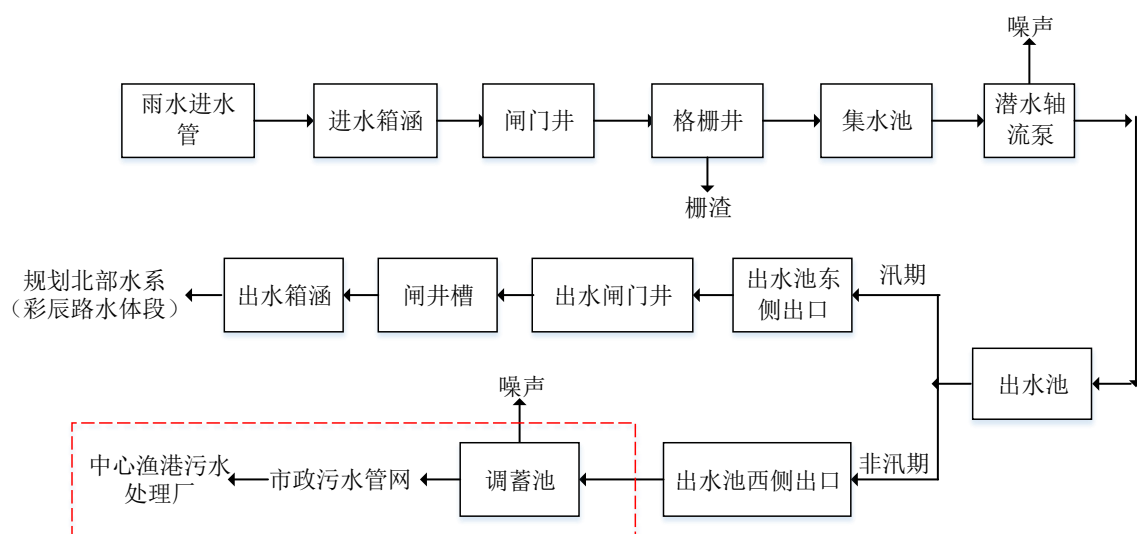 噪声
雨水进水
管
进水箱涵
闸门井
格栅井
集水池
潜水轴
流泵
栅渣
规划北部水系
（彩辰路水体段）
出水箱涵
闸井槽
出水闸门井
出水池东
侧出口
汛期
出水池
噪声
中心渔港污水
处理厂
市政污水管网
调蓄池
出水池西侧出口
非汛期